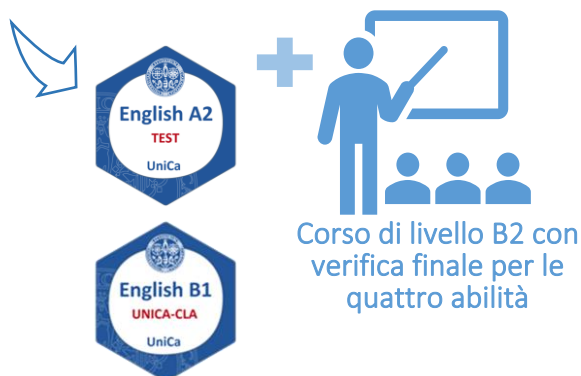 English A2
TEST
UniCa
English B1
UNICA-CLA
UniCa
Corso di livello B2 con
verifica finale per le
quattro abilità